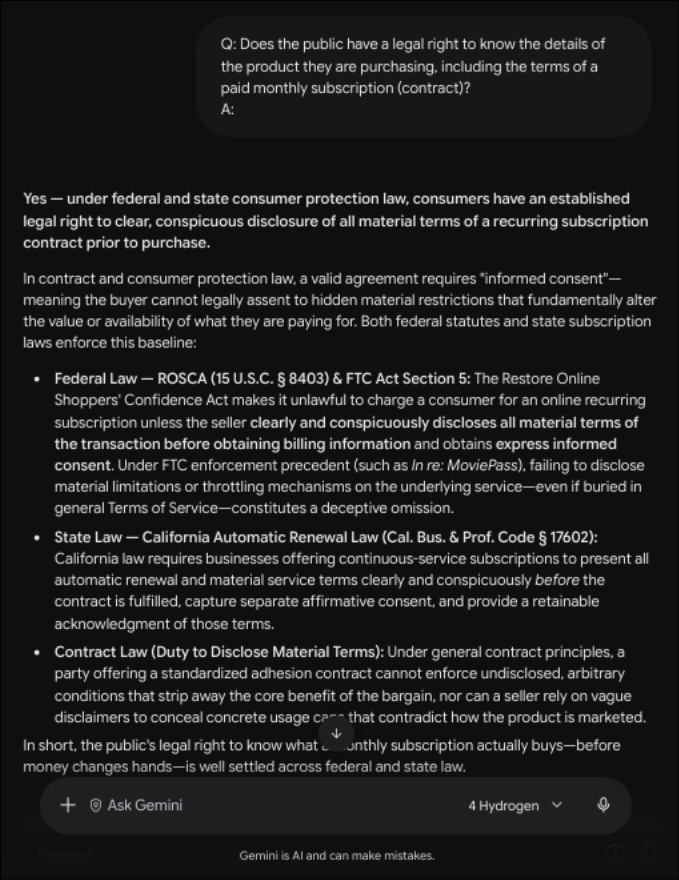 Q: Does the public have a legal right to know the details of
the product they are purchasing, including the terms of a
paid monthly subscription (contract)?
A:
Yes — under federal and state consumer protection law, consumers have an established
legal right to clear, conspicuous disclosure of all material terms of a recurring subscription
contract prior to purchase.
In contract and consumer protection law, a valid agreement requires "informed consent"—
meaning the buyer cannot legally assent to hidden material restrictions that fundamentally alter
the value or availability of what they are paying for. Both federal statutes and state subscription
laws enforce this baseline:
• Federal Law — ROSCA (15 U.S.C. § 8403) & FTC Act Section 5: The Restore Online
Shoppers' Confidence Act makes it unlawful to charge a consumer for an online recurring
subscription unless the seller clearly and conspicuously discloses all material terms of
the transaction before obtaining billing information and obtains express informed
consent. Under FTC enforcement precedent (such as In re: MoviePass), failing to disclose
material limitations or throttling mechanisms on the underlying service—even if buried in
general Terms of Service—constitutes a deceptive omission.
• State Law — California Automatic Renewal Law (Cal. Bus. & Prof. Code § 17602):
California law requires businesses offering continuous-service subscriptions to present all
automatic renewal and material service terms clearly and conspicuously before the
contract is fulfilled, capture separate affirmative consent, and provide a retainable
acknowledgment of those terms.
• Contract Law (Duty to Disclose Material Terms): Under general contract principles, a
party offering a standardized adhesion contract cannot enforce undisclosed, arbitrary
conditions that strip away the core benefit of the bargain, nor can a seller rely on vague
disclaimers to conceal concrete usage caps that contradict how the product is marketed.
In short, the public's legal right to know what a monthly subscription actually buys—before
money changes hands—is well settled across federal and state law.
Ask Gemini
4 Hydrogen
Plaintext
Gemini is AI and can make mistakes.